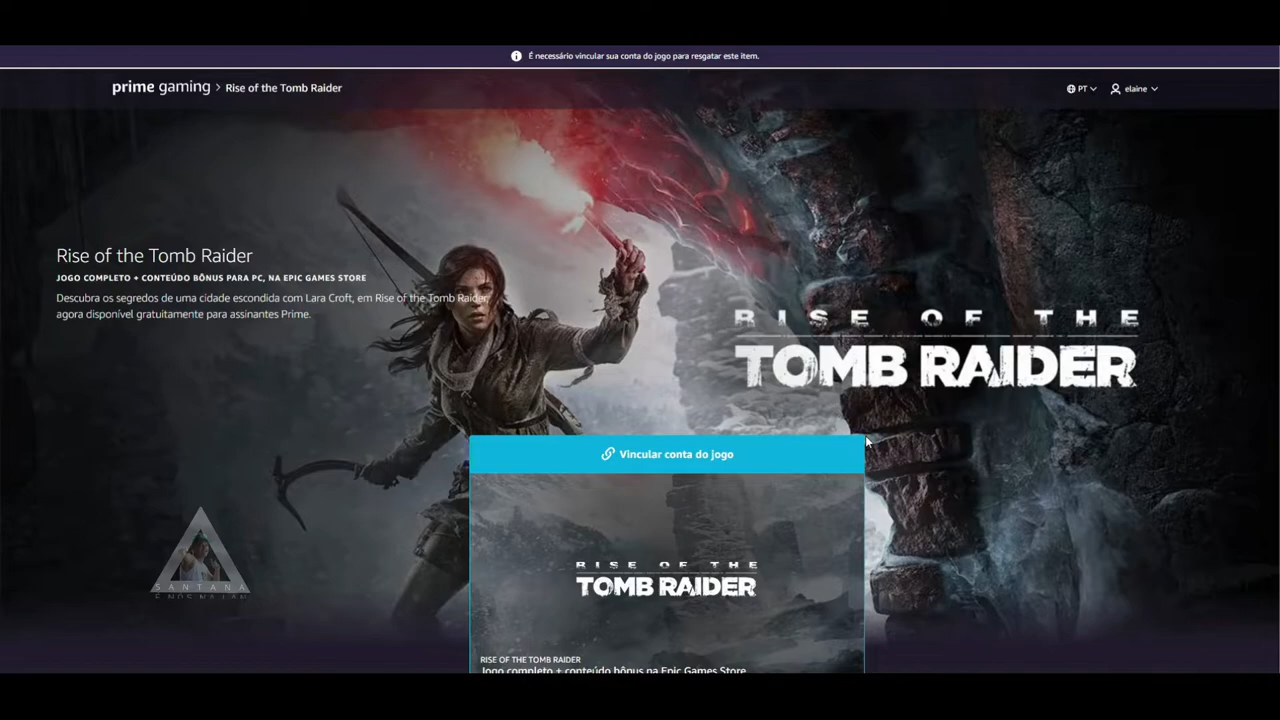 É necessário vincular sua conta do jogo para resgatar este item.
prime gaming > Rise of the Tomb Raider
PT
elaine
Rise of the Tomb Raider
JOGO COMPLETO + CONTEÚDO BÔNUS PARA PC, NA EPIC GAMES STORE
Descubra os segredos de uma cidade escondida com Lara Croft, em Rise of the Tomb Raider,
agora disponível gratuitamente para assinantes Prime.
RISE OF THE
TOMB RAIDER
Vincular conta do jogo
RISE OF THE
TOMB RAIDER
SANTANA
É NÓS NA LAN
RISE OF THE TOMB RAIDER
Jogo completo + conteúdo bônus na Epic Games Store